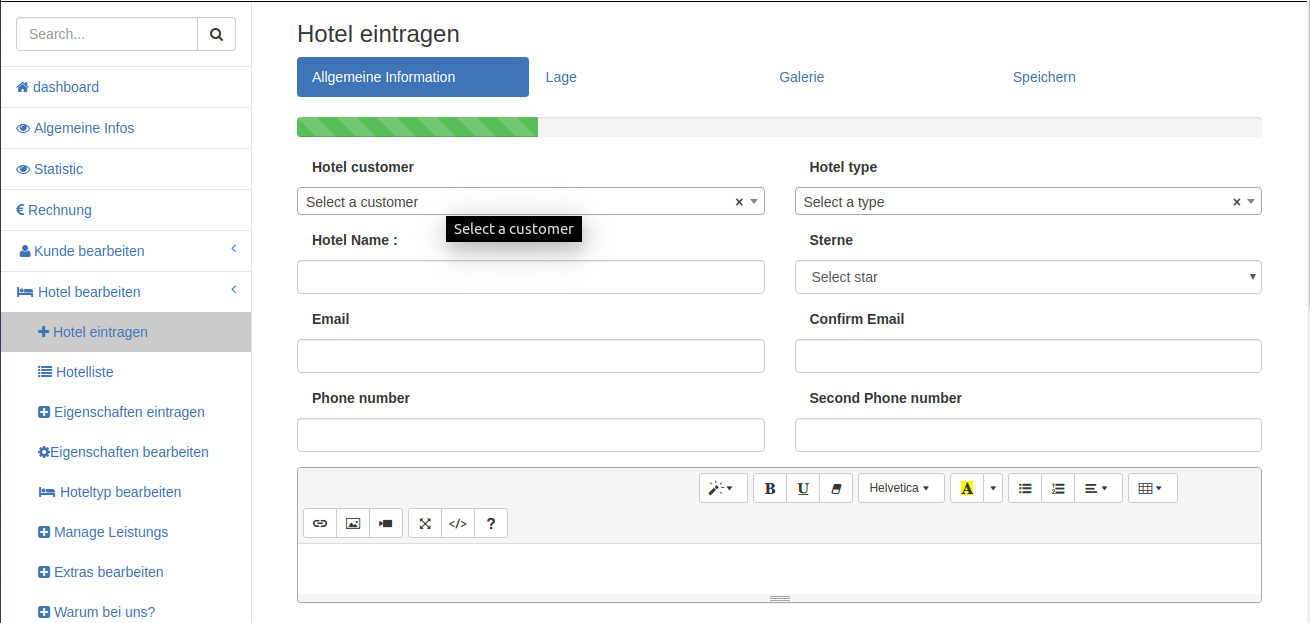 Search...
dashboard
Algemeine Infos
Statistic
€ Rechnung
Kunde bearbeiten
Hotel bearbeiten
Hotel eintragen
Hotelliste
Eigenschaften eintragen
Eigenschaften bearbeiten
Hoteltyp bearbeiten
Manage Leistungs
Extras bearbeiten
Warum bei uns?
Hotel eintragen
Allgemeine Information Lage Galerie Speichern
Hotel customer Hotel type
Select a customer × Select a type ×
Select a customer
Hotel Name : Sterne
Select star
Email Confirm Email
Phone number Second Phone number
B U Helvetica A
</> ?